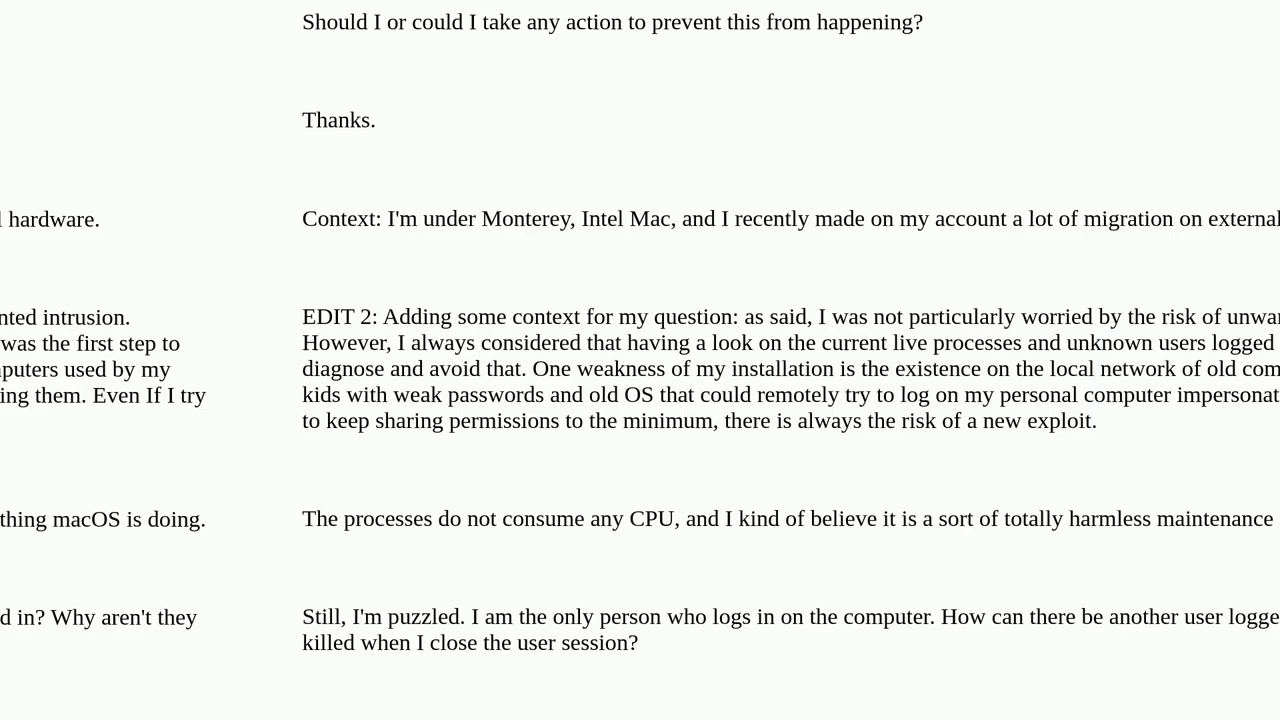 hardware.
nted intrusion.
was the first step to
puters used by my
ing them. Even If I try
thing macOS is doing.
d in? Why aren't they
Should I or could I take any action to prevent this from happening?
Thanks.
Context: I'm under Monterey, Intel Mac, and I recently made on my account a lot of migration on external
EDIT 2: Adding some context for my question: as said, I was not particularly worried by the risk of unwa
However, I always considered that having a look on the current live processes and unknown users logged
diagnose and avoid that. One weakness of my installation is the existence on the local network of old com
kids with weak passwords and old OS that could remotely try to log on my personal computer impersonat
to keep sharing permissions to the minimum, there is always the risk of a new exploit.
The processes do not consume any CPU, and I kind of believe it is a sort of totally harmless maintenance
Still, I'm puzzled. I am the only person who logs in on the computer. How can there be another user logge
killed when I close the user session?